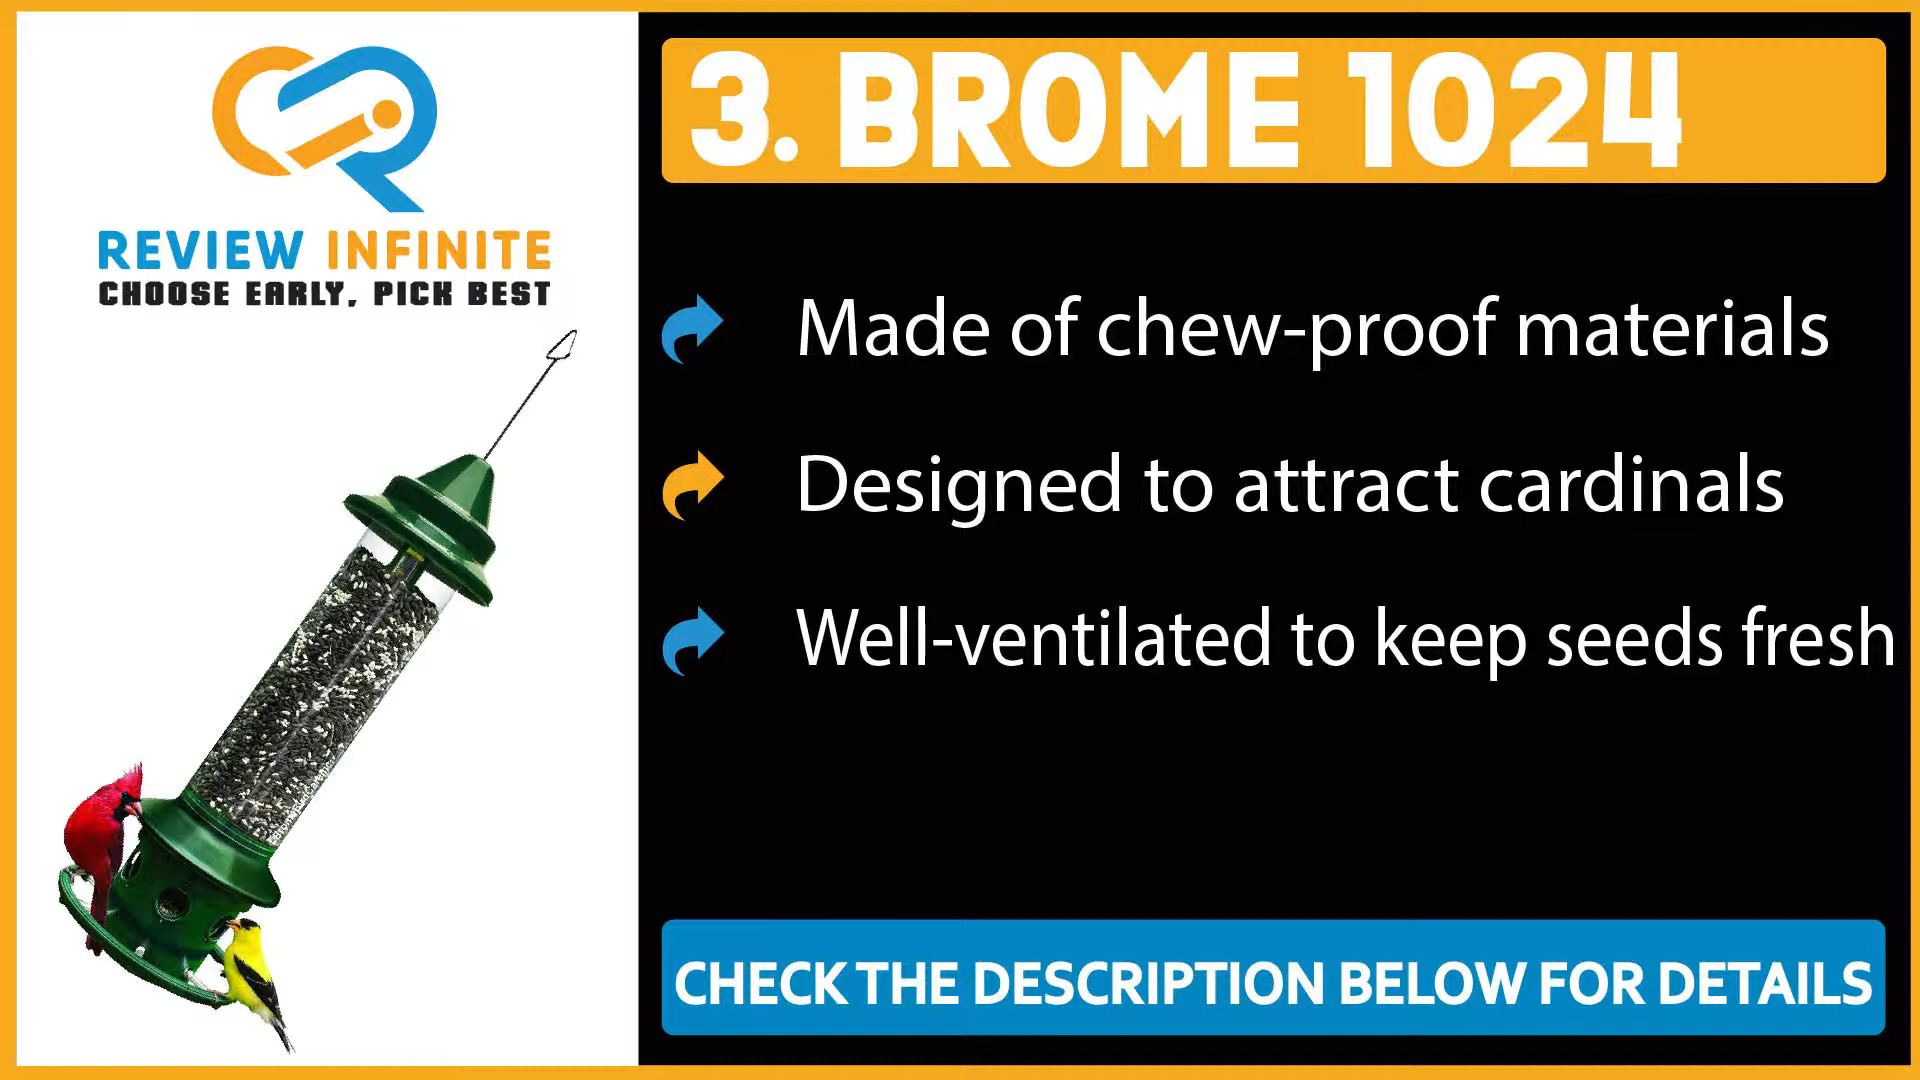 REVIEW INFINITE
CHOOSE EARLY, PICK BEST
3. BROME 1024
Made of chew-proof materials
Designed to attract cardinals
Well-ventilated to keep seeds fresh
CHECK THE DESCRIPTION BELOW FOR DETAILS